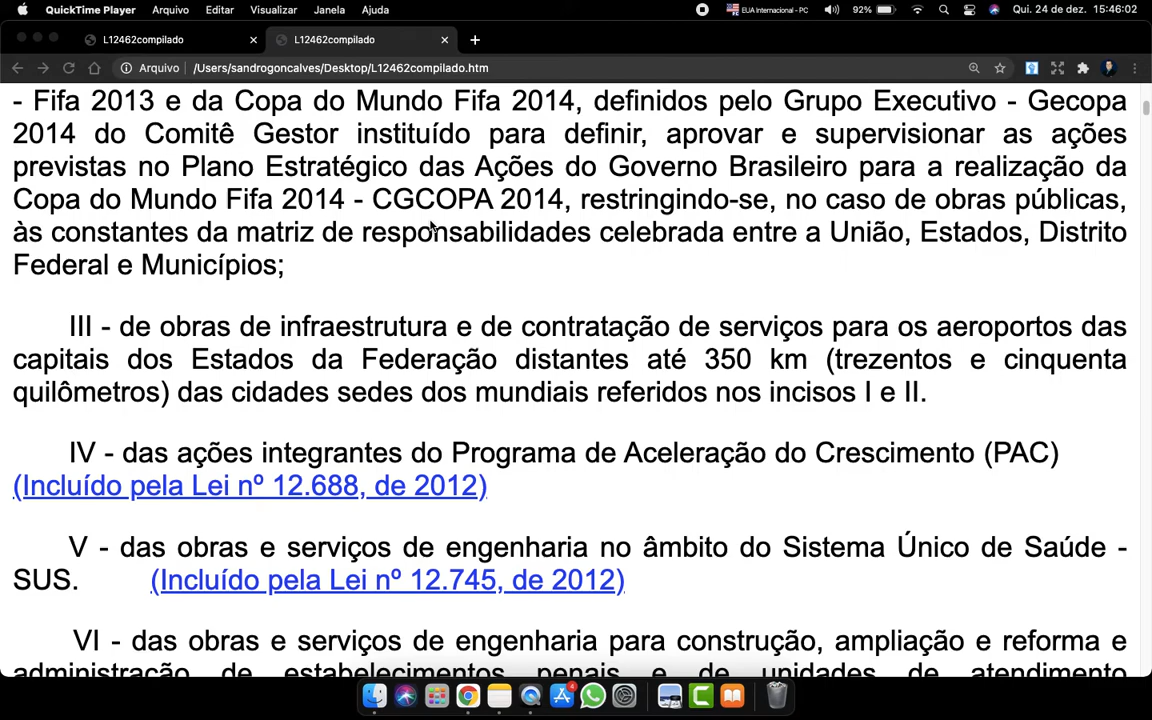 QuickTime Player Arquivo Editar Visualizar Janela Ajuda EUA Internacional - PC 92% Qui. 24 de dez. 15:46:02
L12462compilado L12462compilado
Arquivo /Users/sandrogoncalves/Desktop/L12462compilado.htm
- Fifa 2013 e da Copa do Mundo Fifa 2014, definidos pelo Grupo Executivo - Gecopa
2014 do Comitê Gestor instituído para definir, aprovar e supervisionar as ações
previstas no Plano Estratégico das Ações do Governo Brasileiro para a realização da
Copa do Mundo Fifa 2014 - CGCOPA 2014, restringindo-se, no caso de obras públicas,
às constantes da matriz de responsabilidades celebrada entre a União, Estados, Distrito
Federal e Municípios;
III - de obras de infraestrutura e de contratação de serviços para os aeroportos das
capitais dos Estados da Federação distantes até 350 km (trezentos e cinquenta
quilômetros) das cidades sedes dos mundiais referidos nos incisos I e II.
IV - das ações integrantes do Programa de Aceleração do Crescimento (PAC)
(Incluído pela Lei nº 12.688, de 2012)
V - das obras e serviços de engenharia no âmbito do Sistema Único de Saúde -
SUS. (Incluído pela Lei nº 12.745, de 2012)
VI - das obras e serviços de engenharia para construção, ampliação e reforma e
administração de estabelecimentos penais e de unidades de atendimento